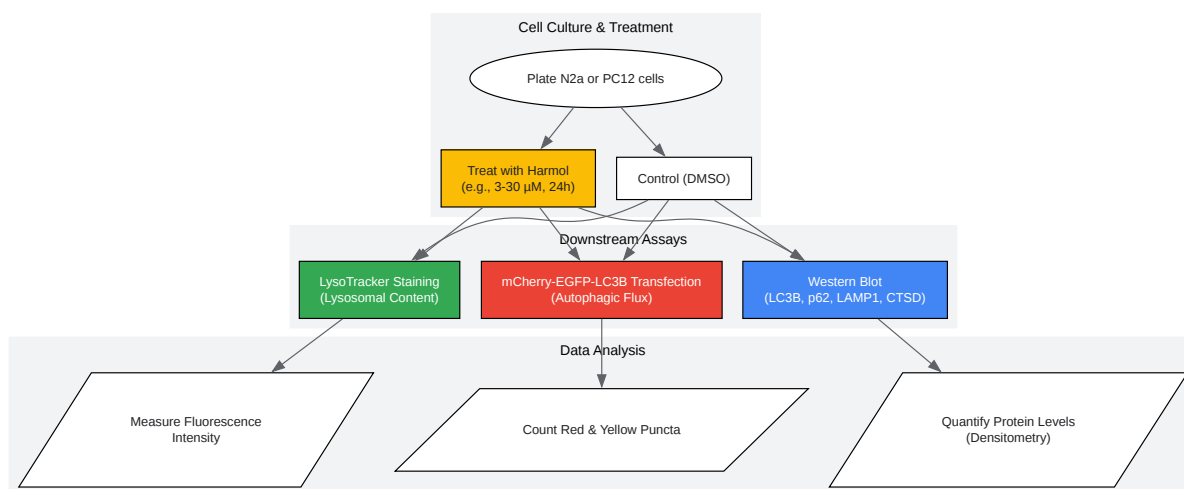 Cell Culture & Treatment
Plate N2a or PC12 cells
Treat with Harmol
(e.g., 3-30 µM, 24h)
Control (DMSO)
Downstream Assays
LysoTracker Staining
(Lysosomal Content)
mCherry-EGFP-LC3B Transfection
(Autophagic Flux)
Western Blot
(LC3B, p62, LAMP1, CTSD)
Data Analysis
Measure Fluorescence
Intensity
Count Red & Yellow Puncta
Quantify Protein Levels
(Densitometry)